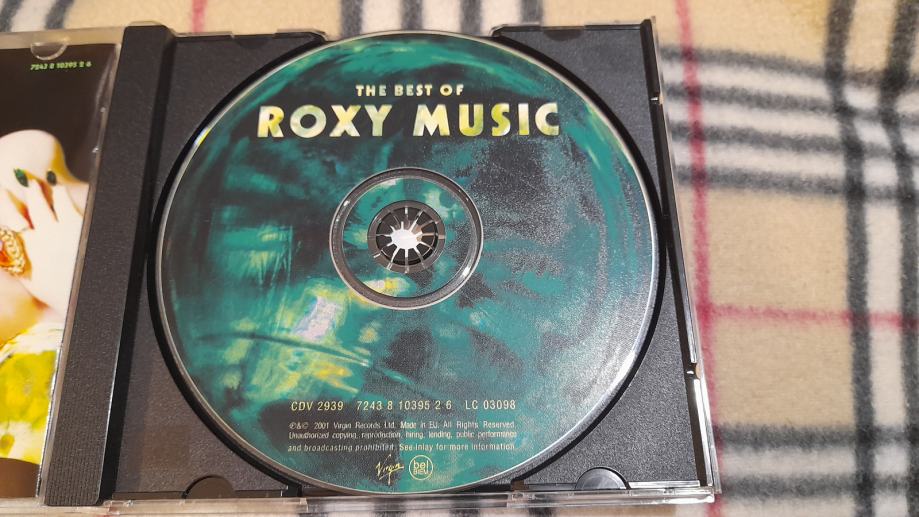 7243 8 10395 2 6
THE BEST OF
ROXY MUSIC
CDV 2939 7243 8 10395 2 6 LC 03098
℗&© 2001 Virgin Records Ltd. Made in EU. All Rights Reserved.
Unauthorized copying, reproduction, hiring, lending, public performance
and broadcasting prohibited. See inlay for more information.
Virgin
bel
BIEM